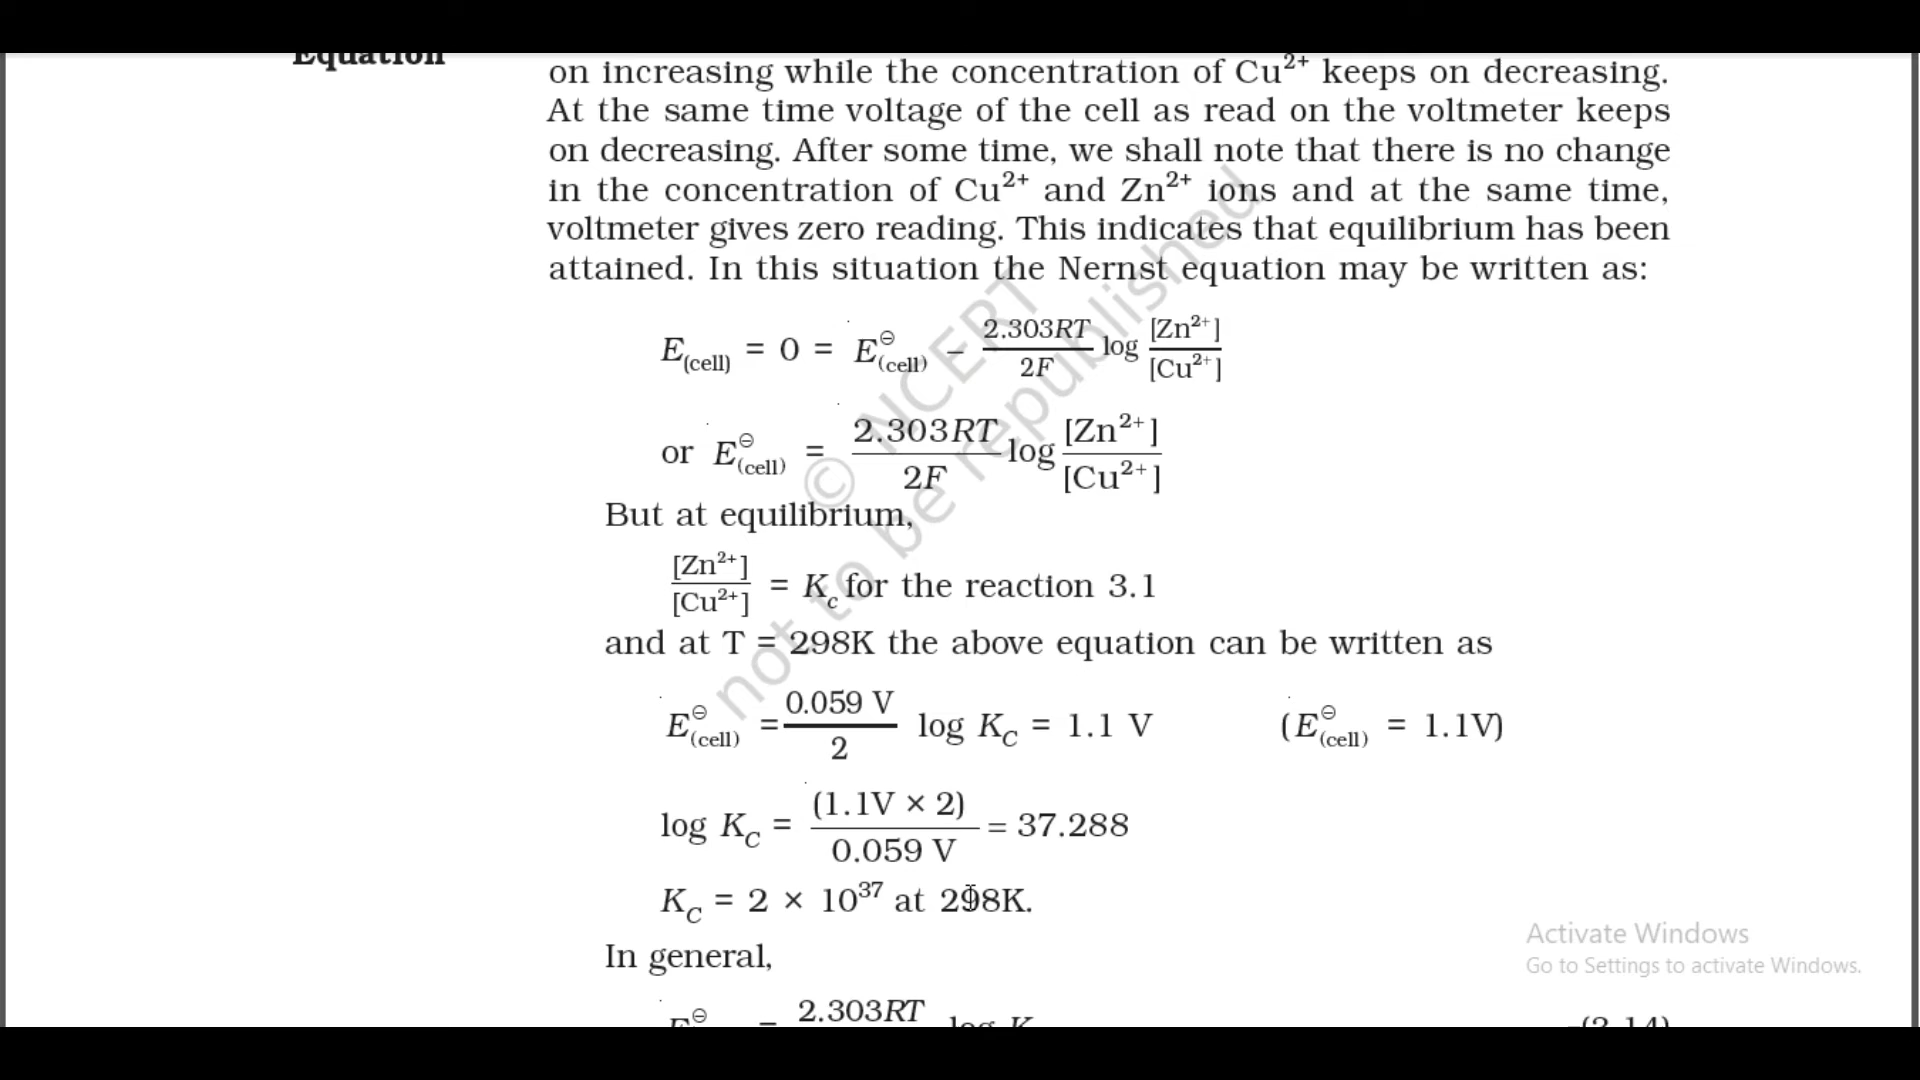 Equation
on increasing while the concentration of Cu²⁺ keeps on decreasing.
At the same time voltage of the cell as read on the voltmeter keeps
on decreasing. After some time, we shall note that there is no change
in the concentration of Cu²⁺ and Zn²⁺ ions and at the same time,
voltmeter gives zero reading. This indicates that equilibrium has been
attained. In this situation the Nernst equation may be written as:
E(cell) = 0 = E⊖(cell) – 2.303RT/2F log [Zn²⁺]/[Cu²⁺]
or E⊖(cell) = 2.303RT/2F log [Zn²⁺]/[Cu²⁺]
But at equilibrium,
[Zn²⁺]/[Cu²⁺] = Kc for the reaction 3.1
and at T = 298K the above equation can be written as
E⊖(cell) = 0.059 V/2 log KC = 1.1 V (E⊖(cell) = 1.1V)
log KC = (1.1V × 2)/0.059 V = 37.288
KC = 2 × 10³⁷ at 298K.
In general,
E⊖ = 2.303RT log K (3.14)
© NCERT
not to be republished
Activate Windows
Go to Settings to activate Windows.